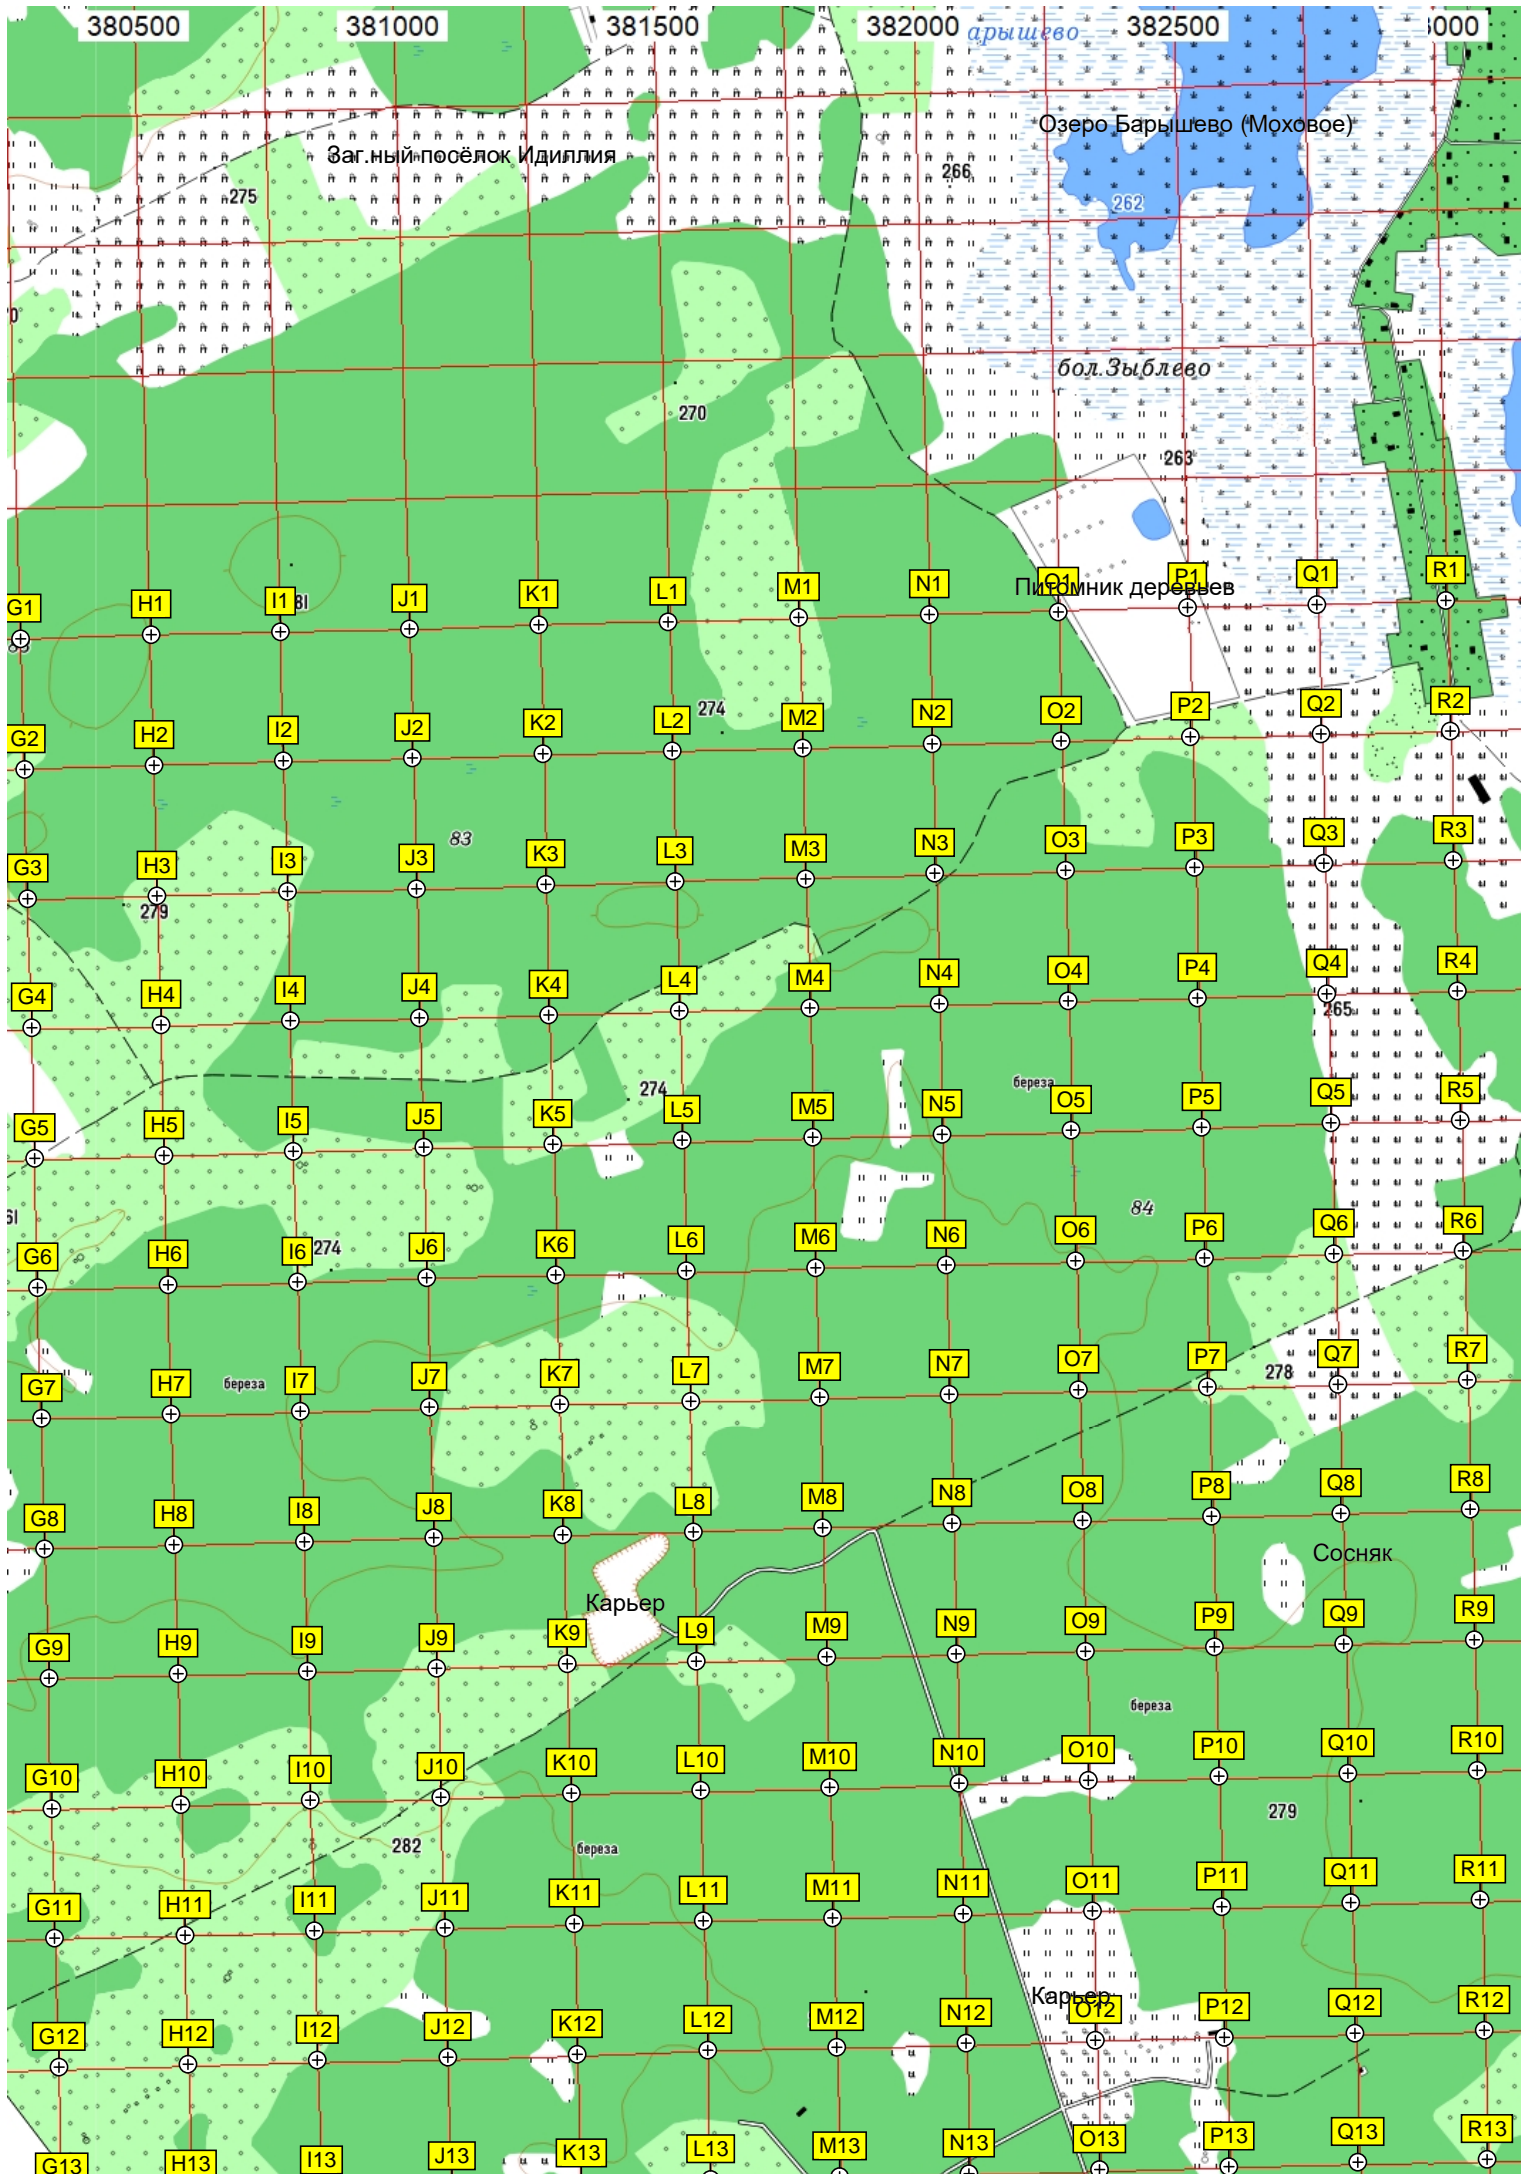 380500 381000 381500 382000 382500 3000
арышево
Озеро Барышево (Моховое)
Заг.ный посёлок Идиллия
266
275
262
бол.Зыблево
270
263
Питомник деревьев
G1 H1 I1 J1 K1 L1 M1 N1 O1 P1 Q1 R1
274
G2 H2 I2 J2 K2 L2 M2 N2 O2 P2 Q2 R2
83
G3 H3 I3 J3 K3 L3 M3 N3 O3 P3 Q3 R3
279
G4 H4 I4 J4 K4 L4 M4 N4 O4 P4 Q4 R4
265
274
береза
G5 H5 I5 J5 K5 L5 M5 N5 O5 P5 Q5 R5
84
G6 H6 I6 J6 K6 L6 M6 N6 O6 P6 Q6 R6
274
278
береза
G7 H7 I7 J7 K7 L7 M7 N7 O7 P7 Q7 R7
G8 H8 I8 J8 K8 L8 M8 N8 O8 P8 Q8 R8
Сосняк
Карьер
G9 H9 I9 J9 K9 L9 M9 N9 O9 P9 Q9 R9
береза
G10 H10 I10 J10 K10 L10 M10 N10 O10 P10 Q10 R10
279
282
береза
G11 H11 I11 J11 K11 L11 M11 N11 O11 P11 Q11 R11
Карьер
G12 H12 I12 J12 K12 L12 M12 N12 O12 P12 Q12 R12
G13 H13 I13 J13 K13 L13 M13 N13 O13 P13 Q13 R13